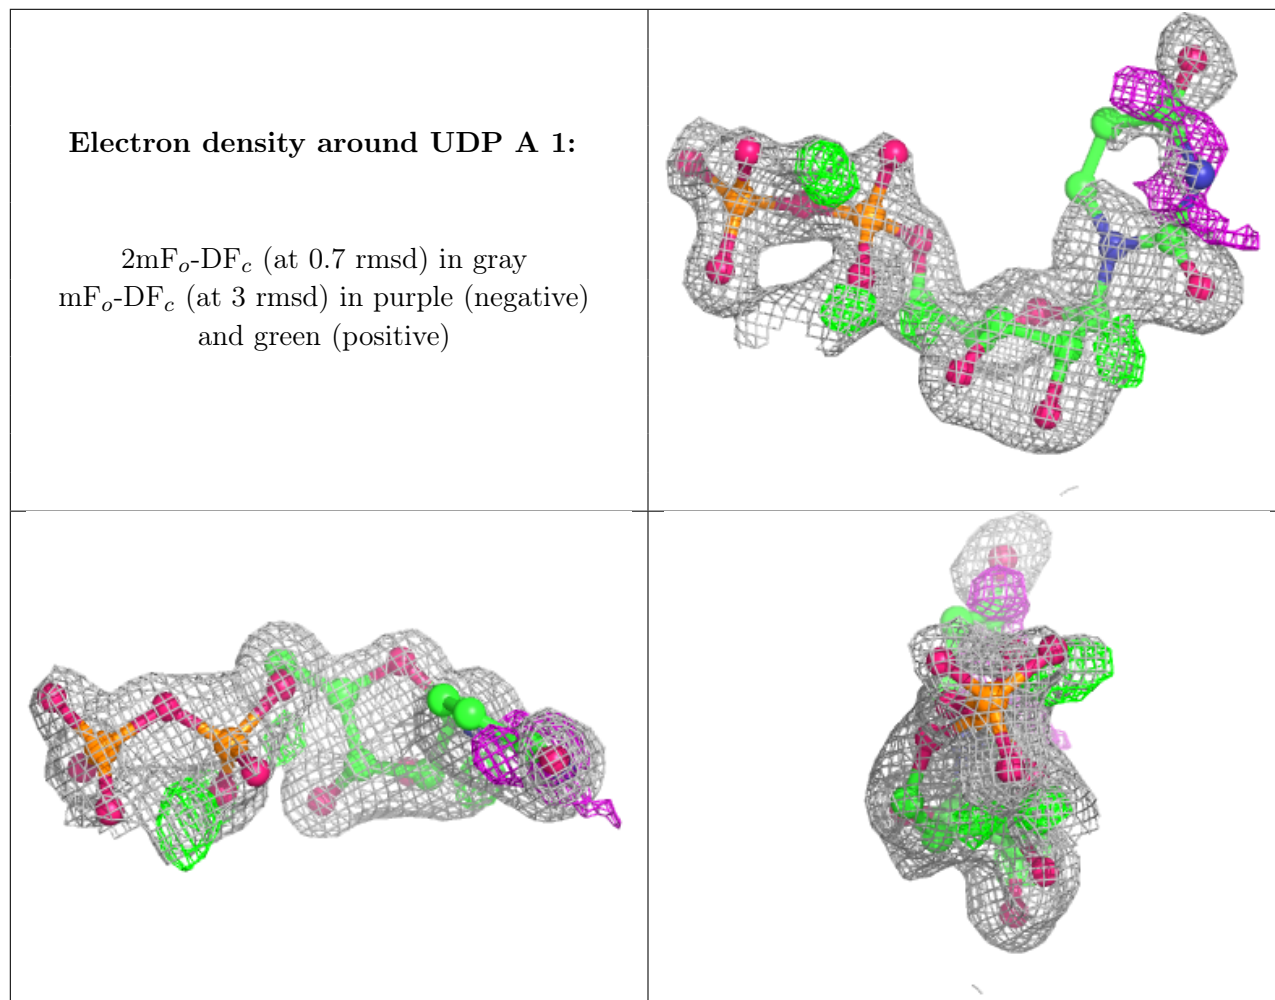 Electron density around UDP A 1:
2mFo-DFc (at 0.7 rmsd) in gray
mFo-DFc (at 3 rmsd) in purple (negative)
and green (positive)